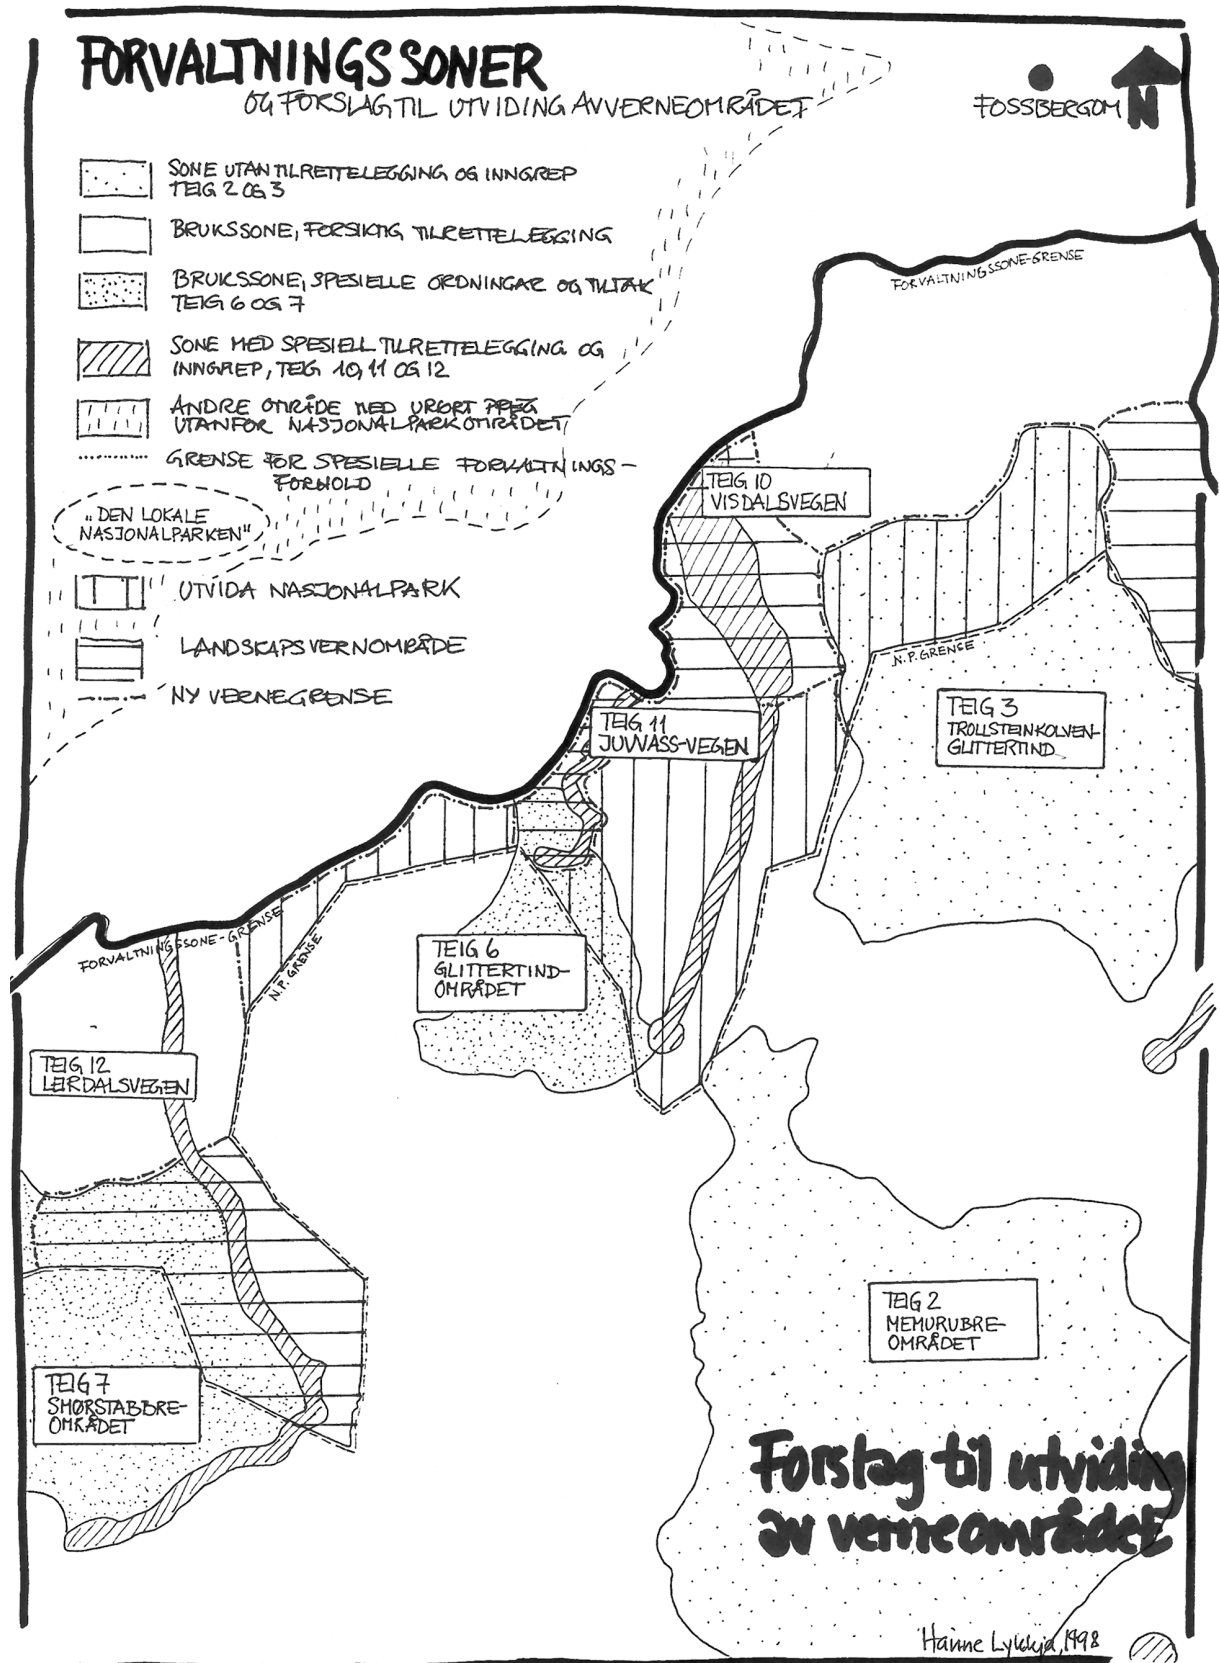 FORVALTNINGSSONER
OG FORSLAG TIL UTVIDING AV VERNEOMRÅDET
FOSSBERGOM
N
SONE UTAN TILRETTELEGGING OG INNGREP
TEIG 2 OG 3
BRUKSSONE, FORSIKTIG TILRETTELEGGING
BRUKSSONE, SPESIELLE ORDNINGAR OG TILTAK
TEIG 6 OG 7
SONE MED SPESIELL TILRETTELEGGING OG
INNGREP, TEIG 10, 11 OG 12
ANDRE OMRÅDE MED URØRT PREG
UTANFOR NASJONALPARKOMRÅDET
GRENSE FOR SPESIELLE FORVALTNINGS-
FORHOLD
"DEN LOKALE
NASJONALPARKEN"
UTVIDA NASJONALPARK
LANDSKAPSVERNOMRÅDE
NY VERNEGRENSE
FORVALTNINGSSONE-GRENSE
TEIG 10
VISDALSVEGEN
N.P. GRENSE
TEIG 3
TROLLSTEINKOLVEN-
GLITTERTIND
TEIG 11
JUVVASS-VEGEN
FORVALTNINGSSONE-GRENSE
N.P. GRENSE
TEIG 6
GLITTERTIND-
OMRÅDET
TEIG 12
LEIRDALSVEGEN
TEIG 2
MEMURUBRE-
OMRÅDET
TEIG 7
SMØRSTABBRE-
OMRÅDET
Forslag til utviding
av verneområdet
Hanne Lykkja, 1998